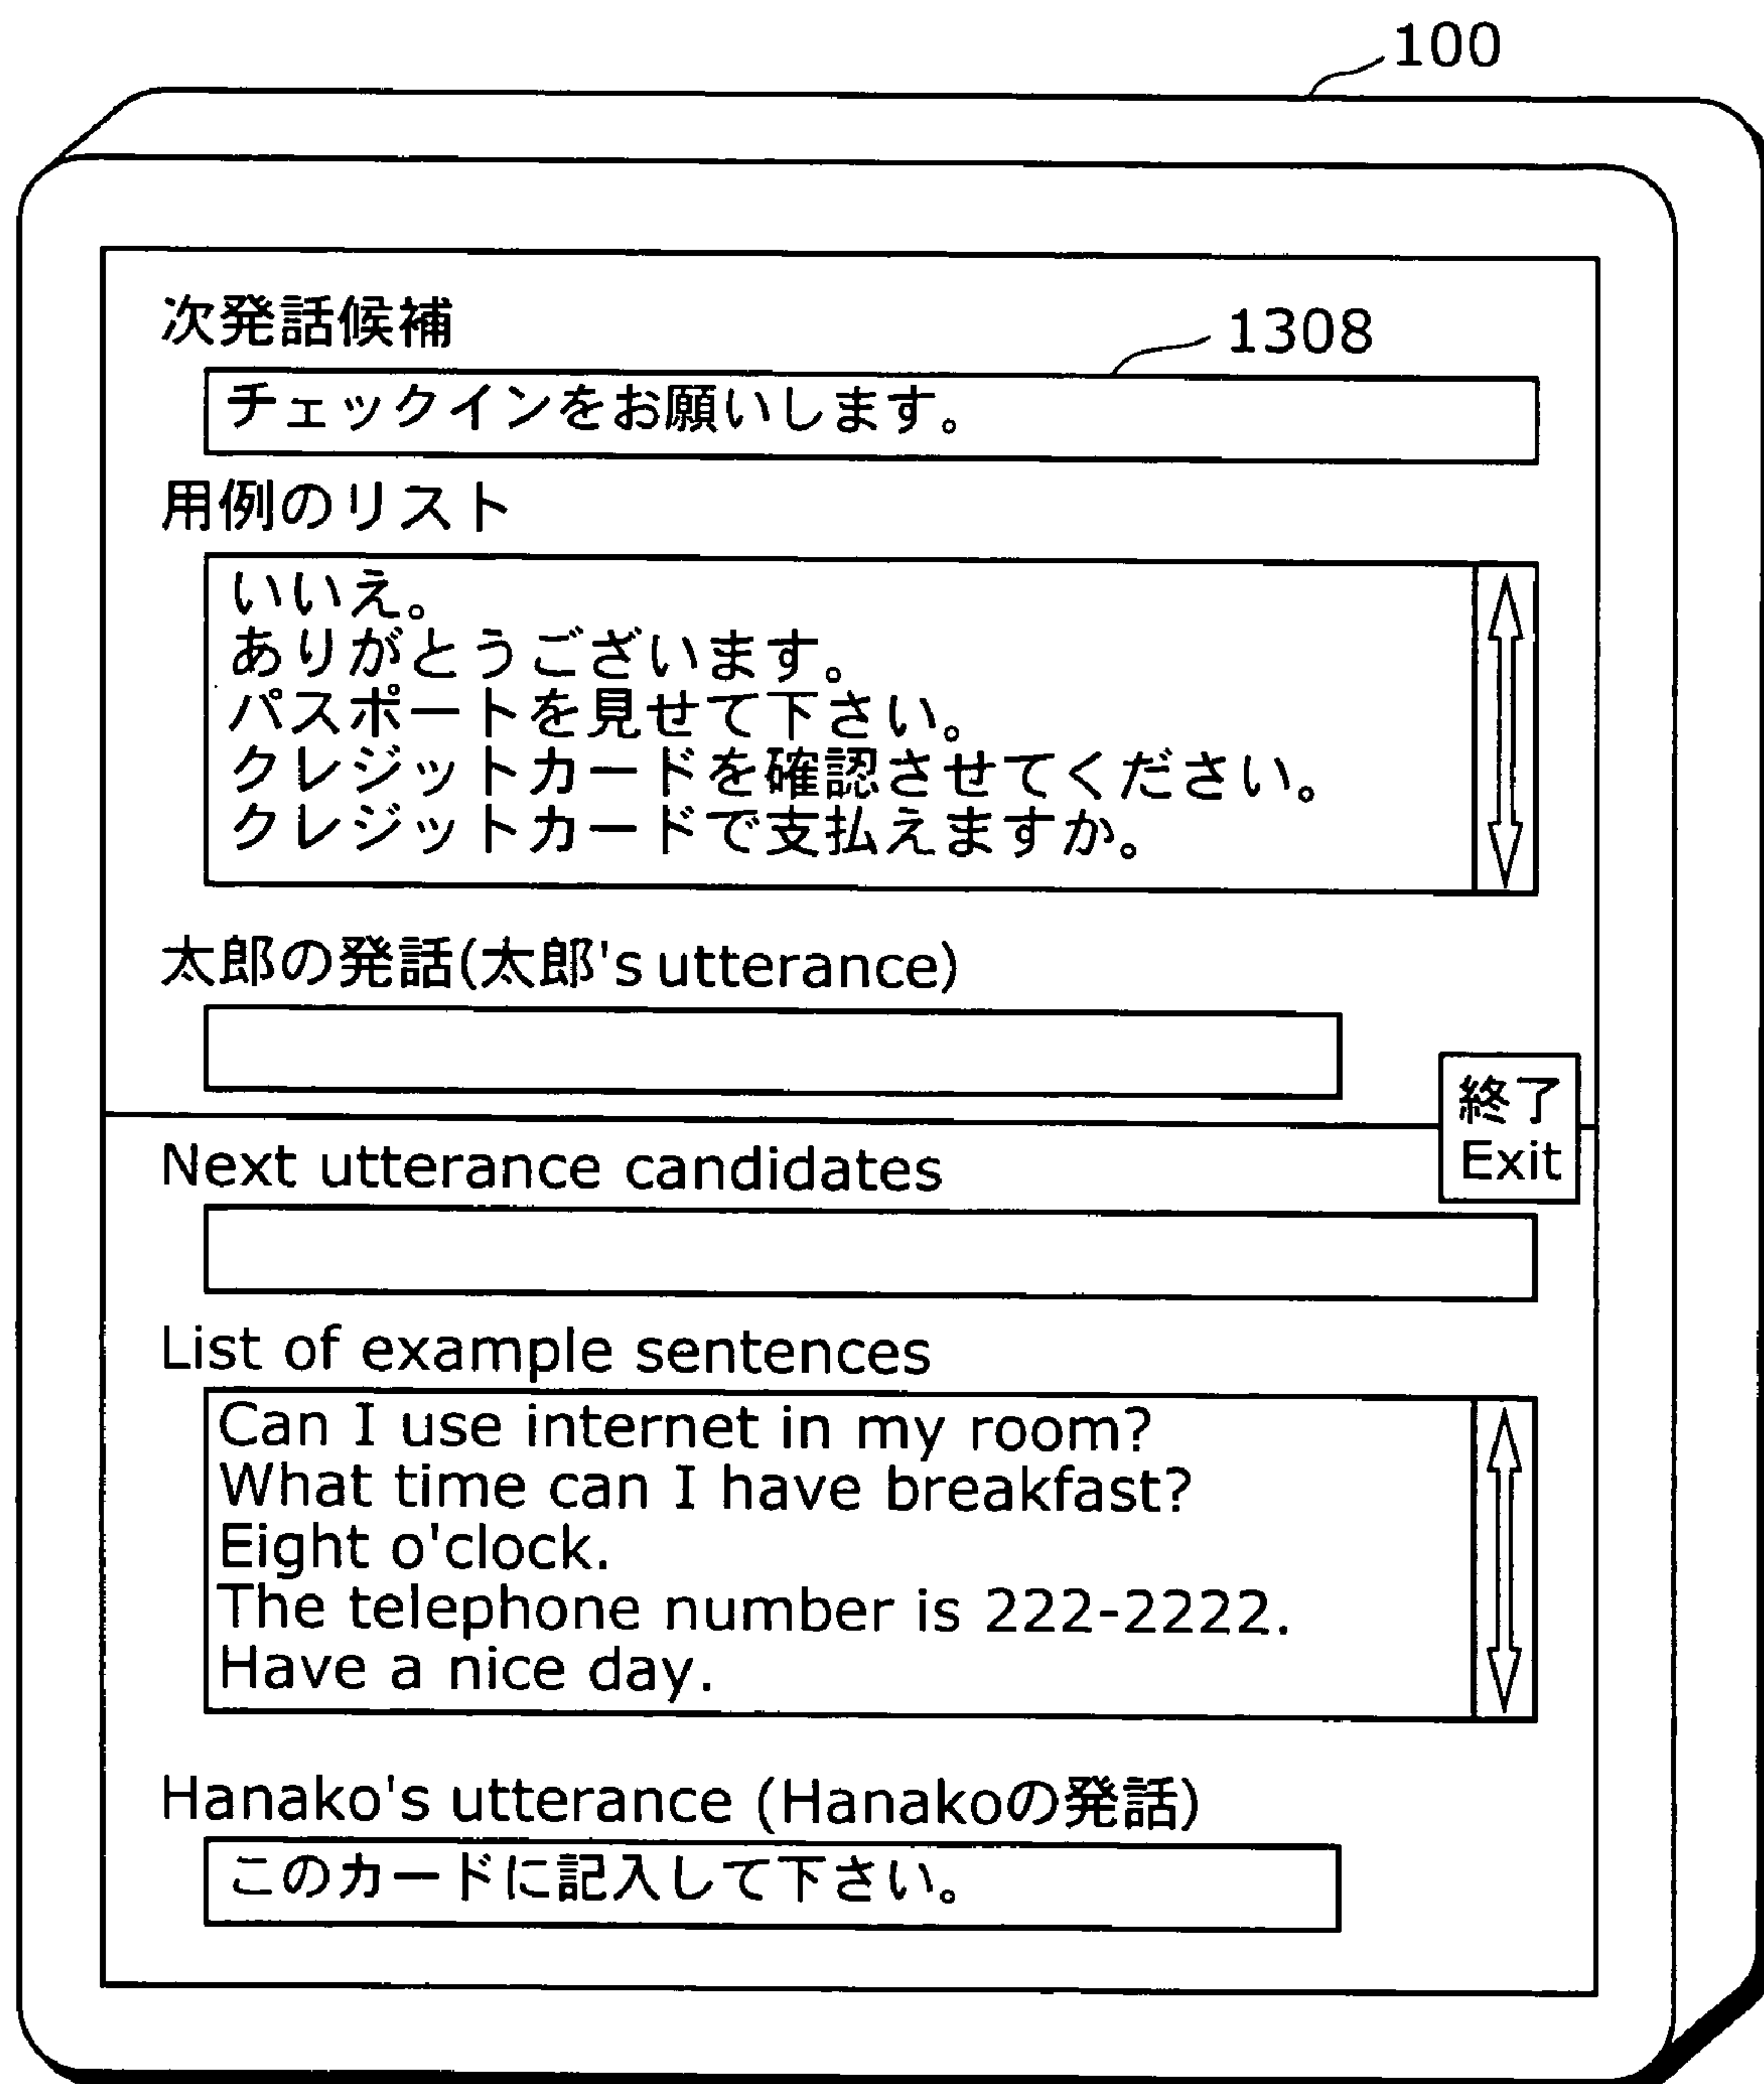 100
次発話候補
1308
チェックインをお願いします。
用例のリスト
いいえ。
ありがとうございます。
パスポートを見せて下さい。
クレジットカードを確認させてください。
クレジットカードで支払えますか。
太郎の発話(太郎's utterance)
終了
Exit
Next utterance candidates
List of example sentences
Can I use internet in my room?
What time can I have breakfast?
Eight o'clock.
The telephone number is 222-2222.
Have a nice day.
Hanako's utterance (Hanakoの発話)
このカードに記入して下さい。